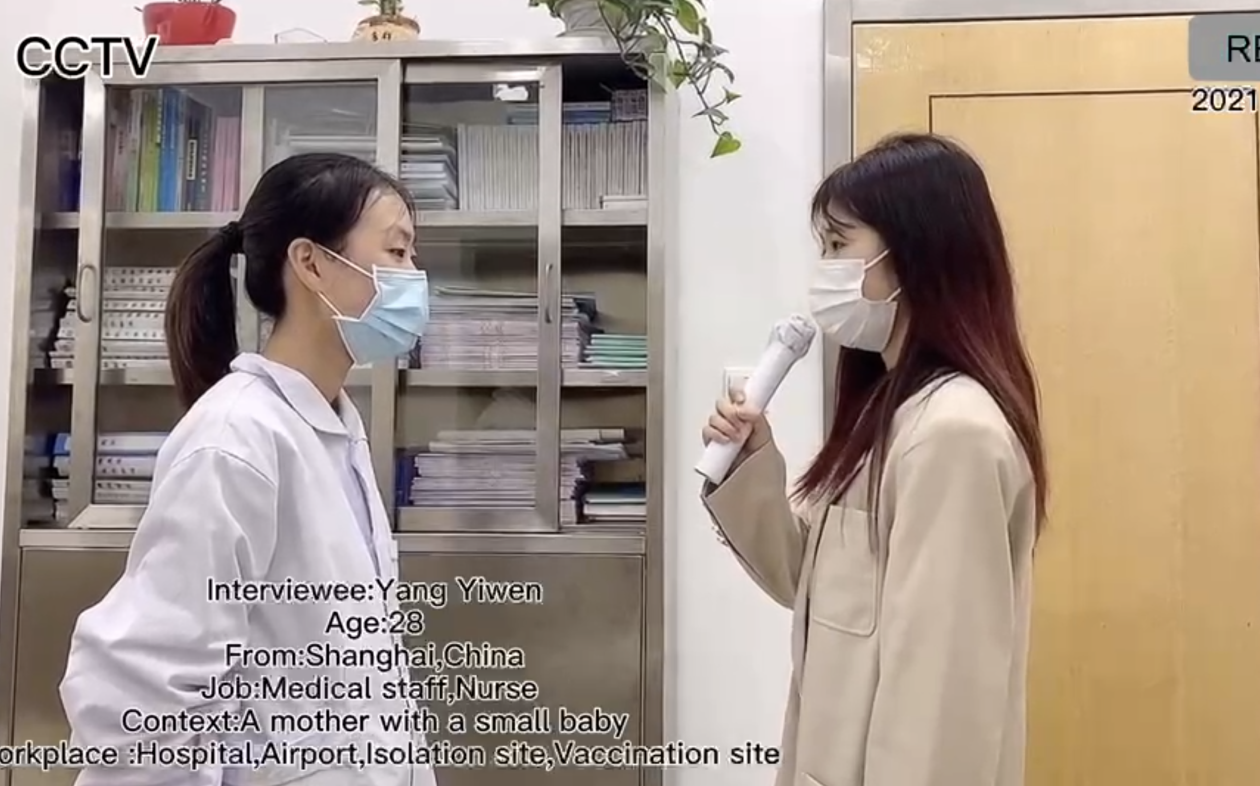 CCTV
RE
2021
Interviewee:Yang Yiwen
Age:28
From:Shanghai,China
Job:Medical staff,Nurse
Context:A mother with a small baby
orkplace :Hospital,Airport,Isolation site,Vaccination site